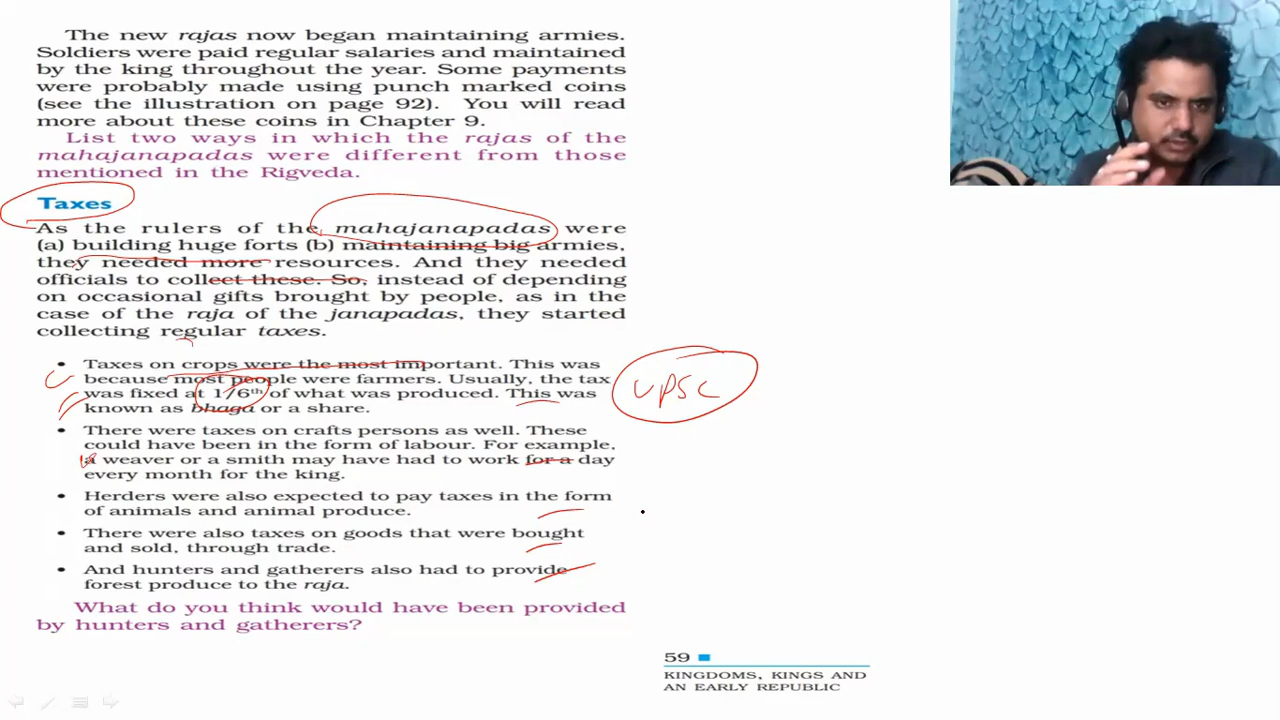 The new rajas now began maintaining armies.
Soldiers were paid regular salaries and maintained
by the king throughout the year. Some payments
were probably made using punch marked coins
(see the illustration on page 92). You will read
more about these coins in Chapter 9.
List two ways in which the rajas of the
mahajanapadas were different from those
mentioned in the Rigveda.
Taxes
As the rulers of the mahajanapadas were
(a) building huge forts (b) maintaining big armies,
they needed more resources. And they needed
officials to collect these. So, instead of depending
on occasional gifts brought by people, as in the
case of the raja of the janapadas, they started
collecting regular taxes.
• Taxes on crops were the most important. This was
because most people were farmers. Usually, the tax
was fixed at 1/6th of what was produced. This was
known as bhaga or a share.
UPSC
• There were taxes on crafts persons as well. These
could have been in the form of labour. For example,
a weaver or a smith may have had to work for a day
every month for the king.
• Herders were also expected to pay taxes in the form
of animals and animal produce.
• There were also taxes on goods that were bought
and sold, through trade.
• And hunters and gatherers also had to provide
forest produce to the raja.
What do you think would have been provided
by hunters and gatherers?
59
KINGDOMS, KINGS AND
AN EARLY REPUBLIC